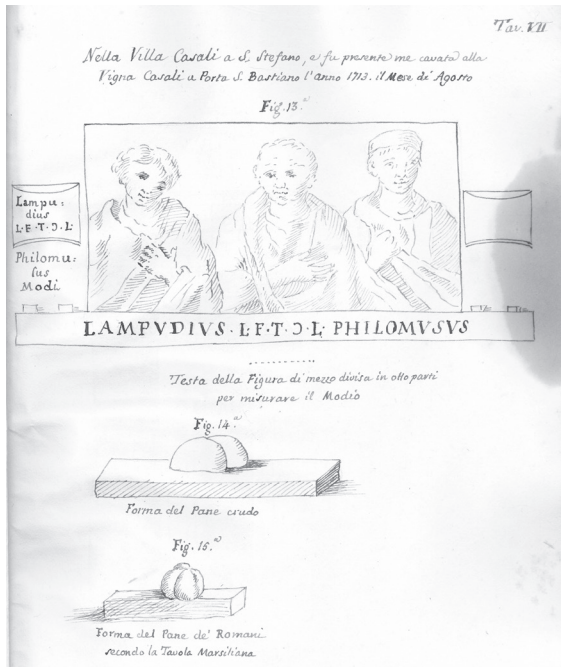 Tav. VII
Nella Villa Casali a S. Stefano, e fu presente me cavata alla
Vigna Casali a Porta S. Bastiano l'anno 1713. il Mese di Agosto
Fig. 13.ª
Lampu:
dius
L·F·T·Ɔ·L·
Philomu:
sus
Modi
LAMPVDIVS · L·F·T·Ɔ·L· PHILOMVSVS
Testa della Figura di mezzo divisa in otto parti
per misurare il Modio
Fig. 14.ª
Forma del Pane crudo
Fig. 15.ª
Forma del Pane de' Romani
secondo la Tavola Marsiliana